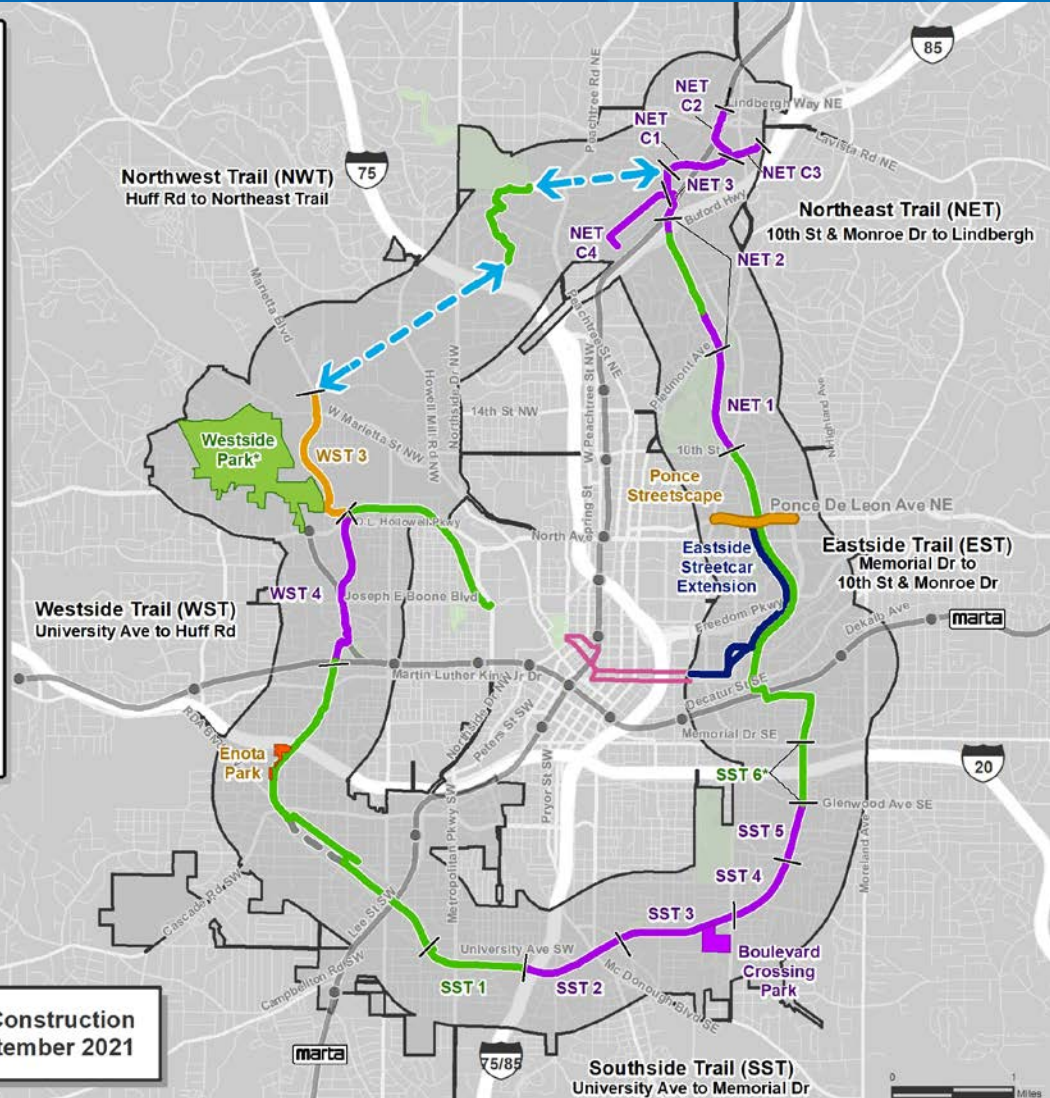 85
NET
C2
Lindbergh Way NE
Peachtree Rd NE
NET
C1
Lavista Rd NE
75
Northwest Trail (NWT)
Huff Rd to Northeast Trail
NET C3
NET 3
Buford Hwy
Northeast Trail (NET)
10th St & Monroe Dr to Lindbergh
NET
C4
NET 2
Marietta Blvd
Peachtree St NE
Piedmont Ave
Howell Mill Rd NW
Northside Dr NW
W Peachtree St NW
N Highland Ave
14th St NW
NET 1
W Marietta St NW
Westside
Park*
WST 3
10th St
Ponce
Streetscape
Ponce De Leon Ave NE
Spring St
D.L. Hollowell Pkwy
North Ave
Eastside
Streetcar
Extension
Eastside Trail (EST)
Memorial Dr to
10th St & Monroe Dr
WST 4
Joseph E Boone Blvd
Westside Trail (WST)
University Ave to Huff Rd
Freedom Pkwy
Dekalb Ave
marta
Martin Luther King Jr Dr
Decatur St SE
Northside Dr NW
Peters St SW
Memorial Dr SE
RDA Blvd
Enota
Park
Pryor St SW
SST 6*
20
Metropolitan Pkwy SW
Glenwood Ave SE
SST 5
Moreland Ave
SST 4
Cascade Rd SW
Lee St SW
SST 3
University Ave SW
Boulevard
Crossing
Park
Campbellton Rd SW
SST 1
SST 2
Mc Donough Blvd SE
Construction
tember 2021
marta
75/85
Southside Trail (SST)
University Ave to Memorial Dr
0
1
Miles